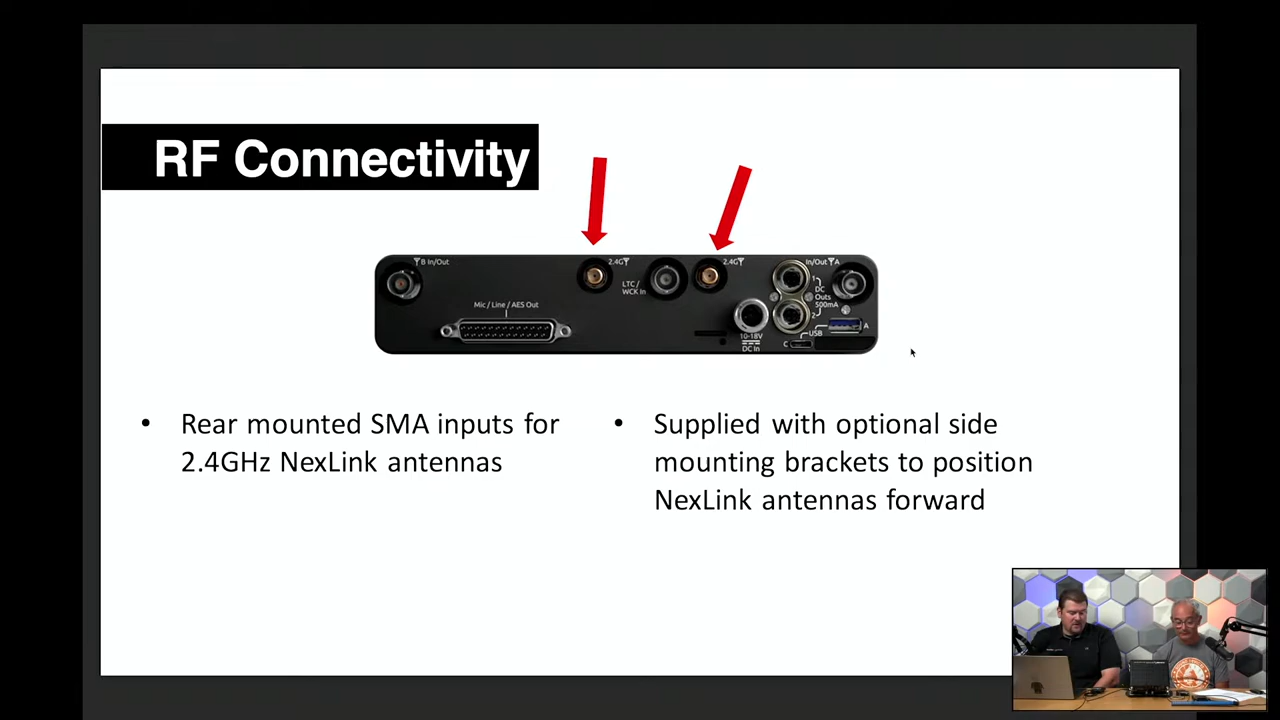 RF Connectivity
B In/Out
2.4G
LTC/
WCK In
2.4G
In/Out A
1
DC
Outs
500mA
2
Mic / Line / AES Out
10-18V
DC In
USB
A
C
• Rear mounted SMA inputs for
2.4GHz NexLink antennas
• Supplied with optional side
mounting brackets to position
NexLink antennas forward